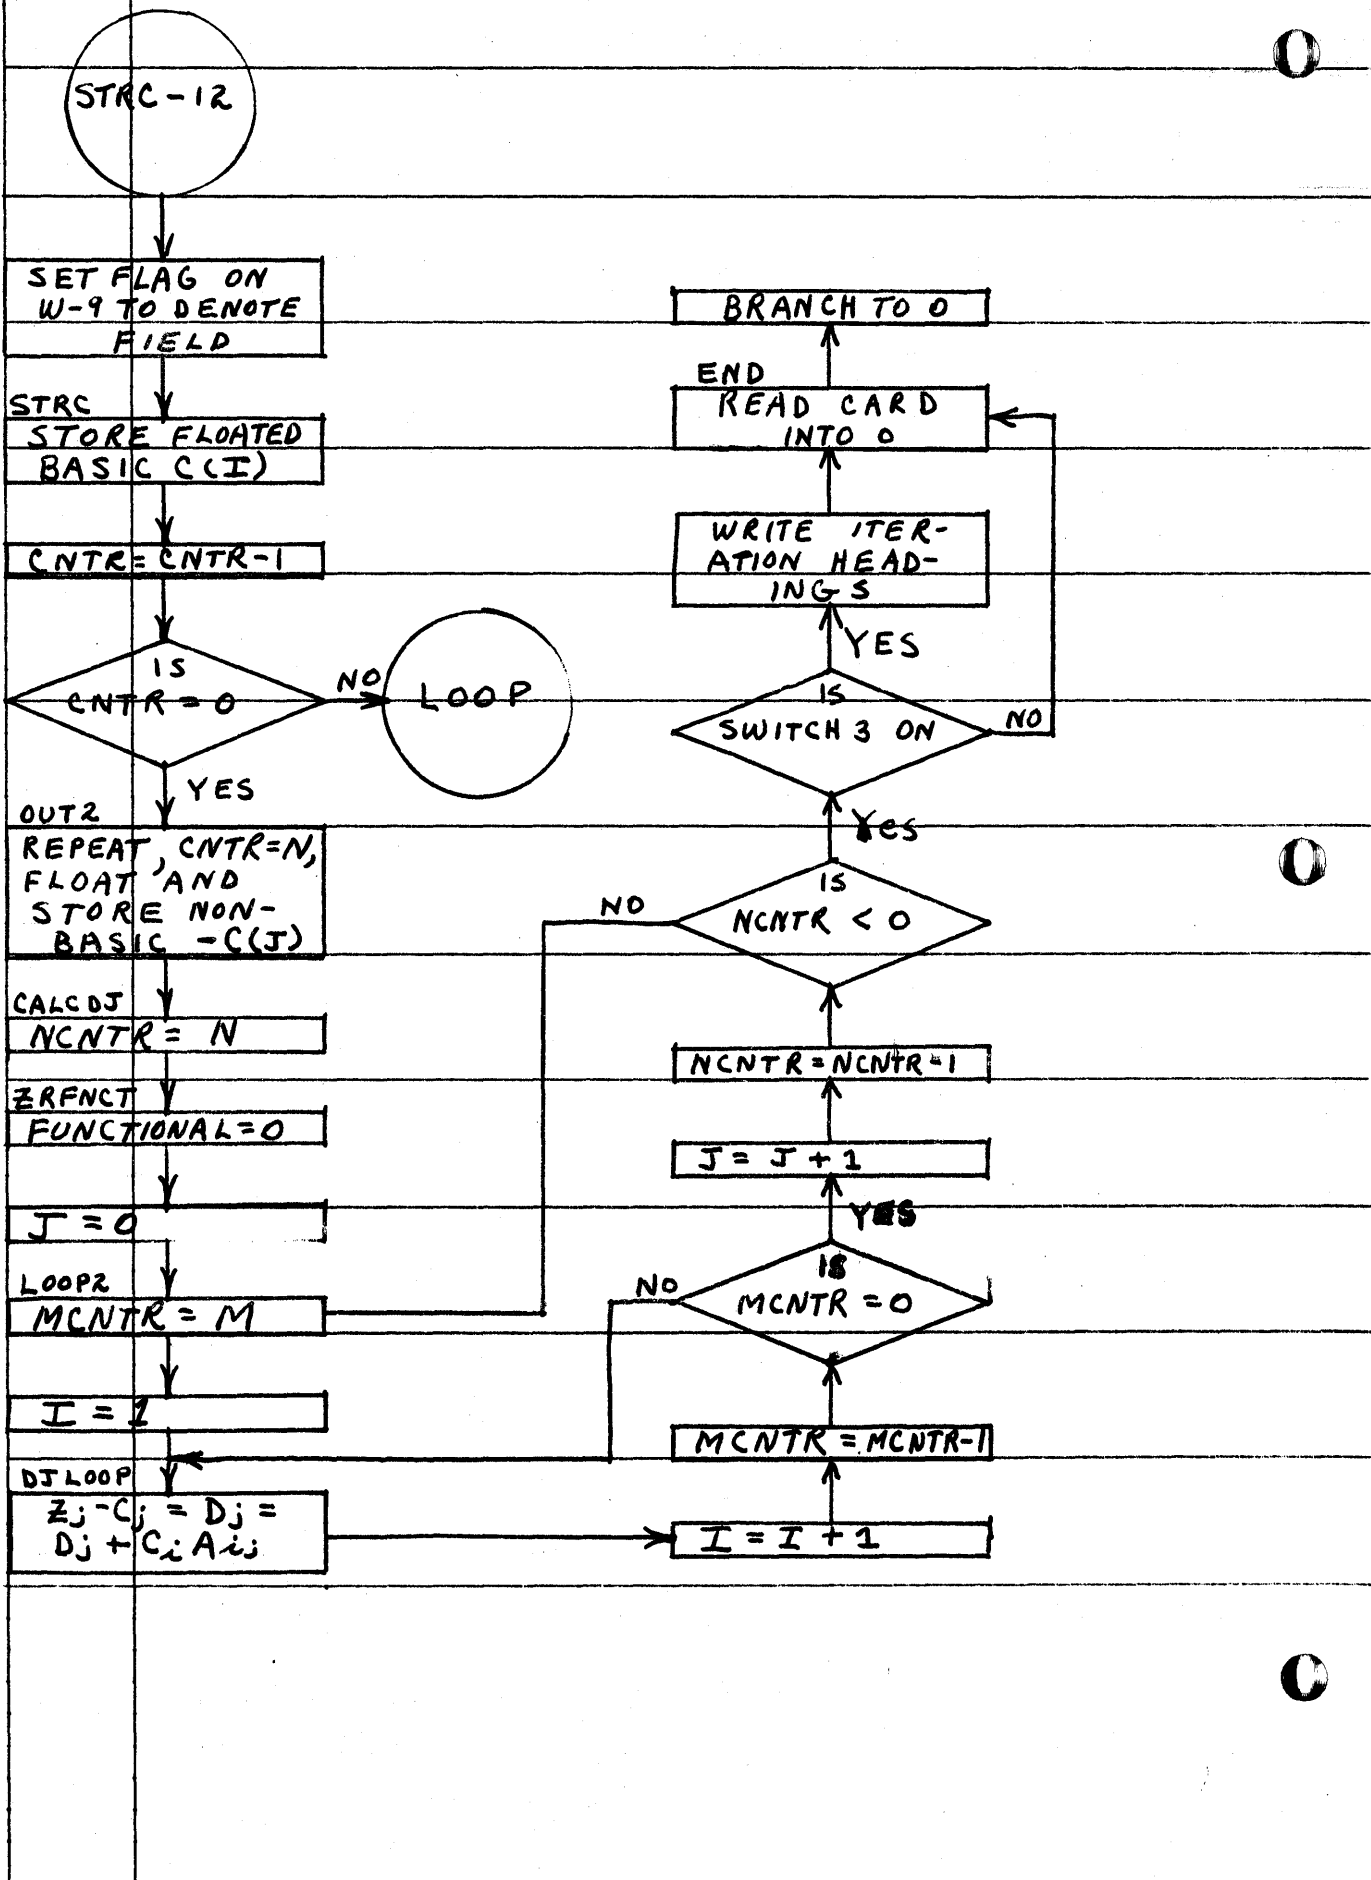 STRC-12
SET FLAG ON
W-9 TO DENOTE
FIELD
STRC
STORE FLOATED
BASIC C(I)
CNTR=CNTR-1
IS
CNTR = 0
NO
LOOP
YES
OUT2
REPEAT, CNTR=N,
FLOAT AND
STORE NON-
BASIC -C(J)
CALCDJ
NCNTR = N
ZRFNCT
FUNCTIONAL=0
J = 0
LOOP2
MCNTR = M
I = 1
DJLOOP
Zj-Cj = Dj =
Dj + Ci Aij
I = I + 1
MCNTR = MCNTR-1
IS
MCNTR = 0
NO
YES
J = J + 1
NCNTR=NCNTR-1
IS
NCNTR < 0
NO
Yes
IS
SWITCH 3 ON
NO
YES
WRITE ITER-
ATION HEAD-
INGS
END
READ CARD
INTO 0
BRANCH TO 0